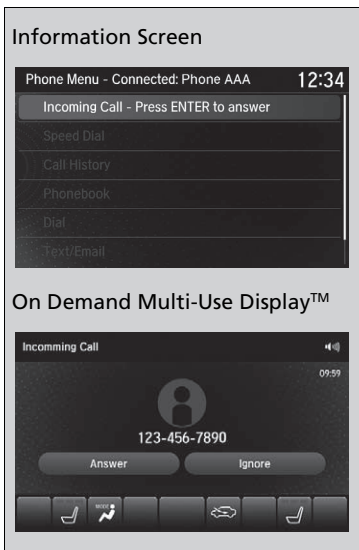 Information Screen
Phone Menu - Connected: Phone AAA 12:34
Incoming Call - Press ENTER to answer
Speed Dial
Call History
Phonebook
Dial
Text/Email
On Demand Multi-Use Display™
Incomming Call
09:59
123-456-7890
Answer Ignore
MODE